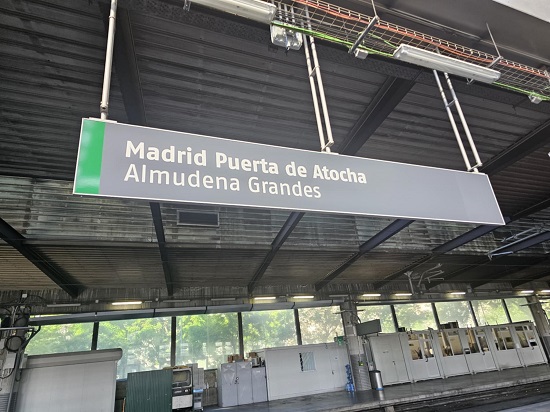 Madrid Puerta de Atocha
Almudena Grandes